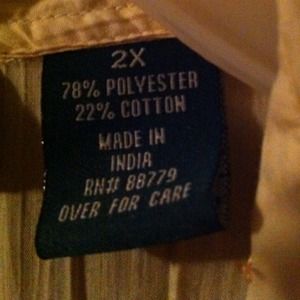 2X
78% POLYESTER
22% COTTON
MADE IN
INDIA
RN# 88779
OVER FOR CARE